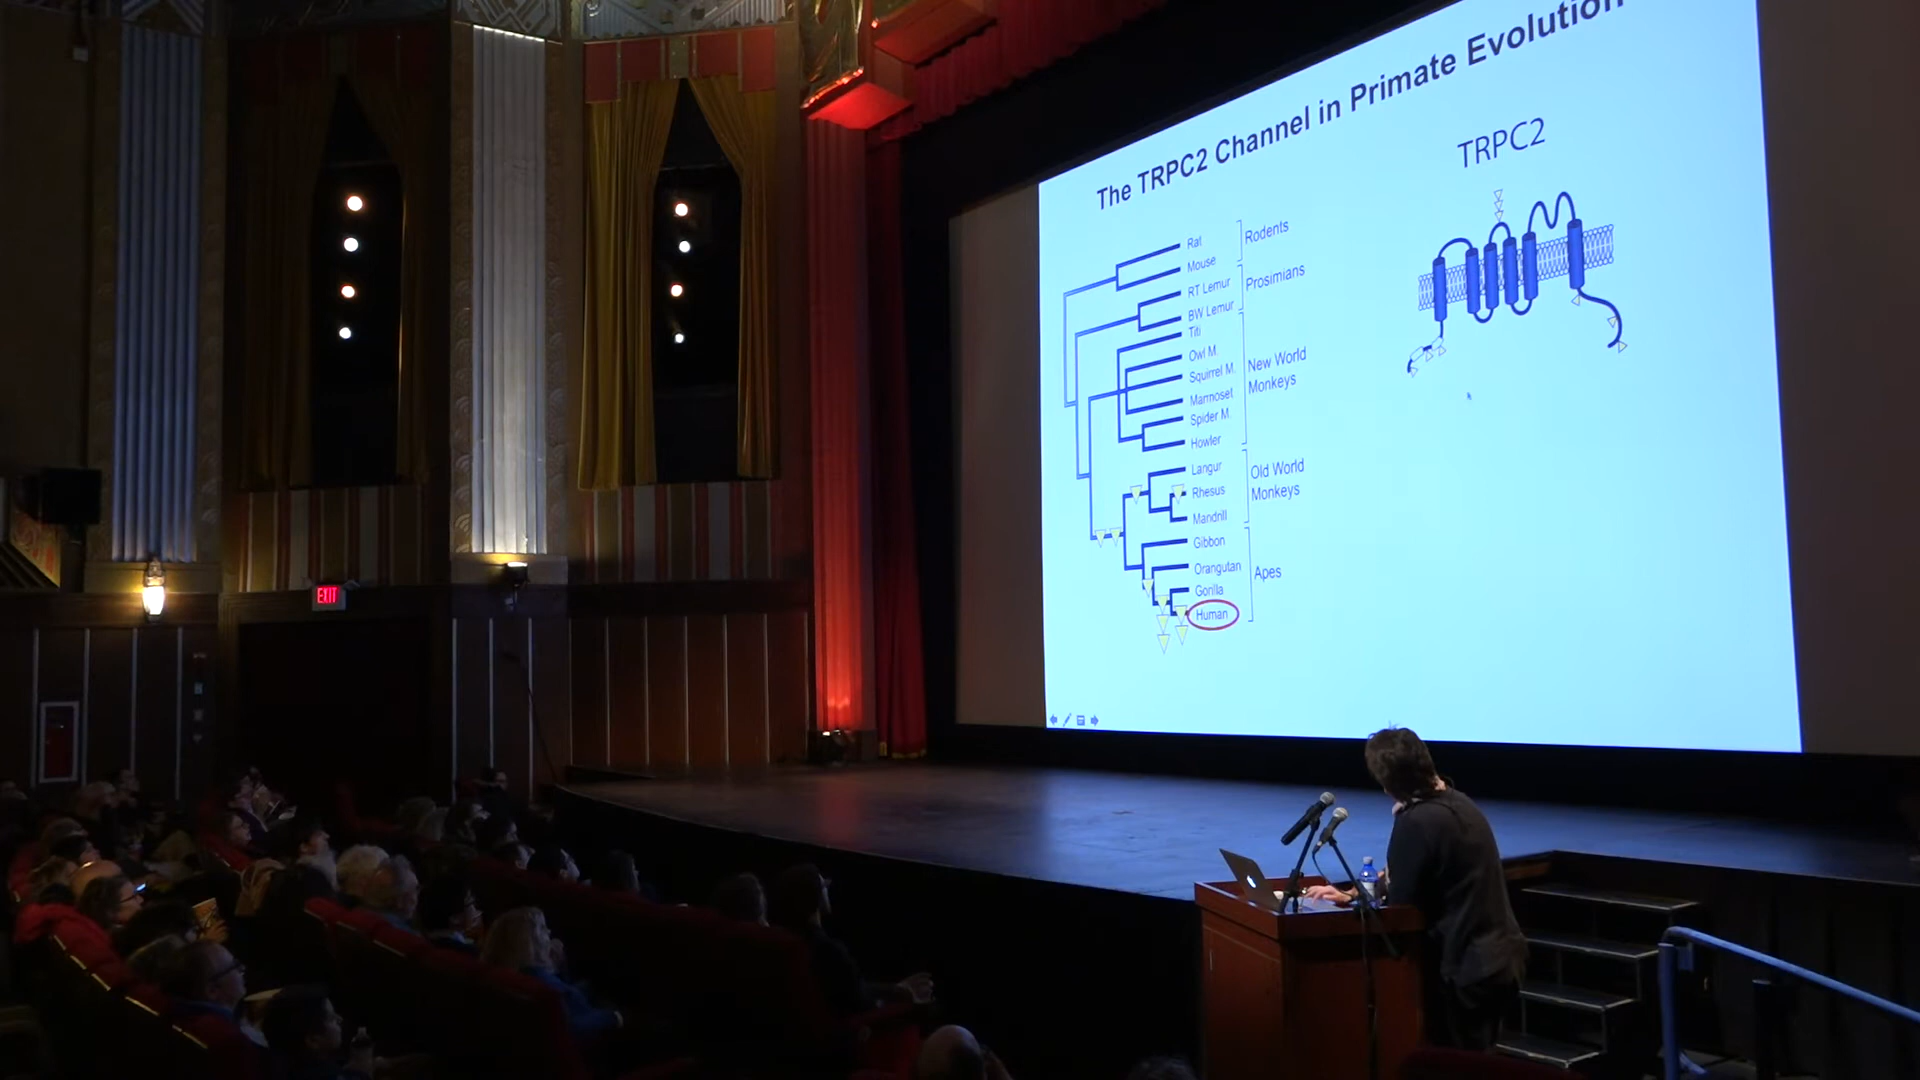 The TRPC2 Channel in Primate Evolution
TRPC2
Rat
Mouse
Rodents
RT Lemur
BW Lemur
Prosimians
Titi
Owl M.
Squirrel M.
Marmoset
Spider M.
Howler
New World
Monkeys
Langur
Rhesus
Mandrill
Old World
Monkeys
Gibbon
Orangutan
Gorilla
Human
Apes
EXIT